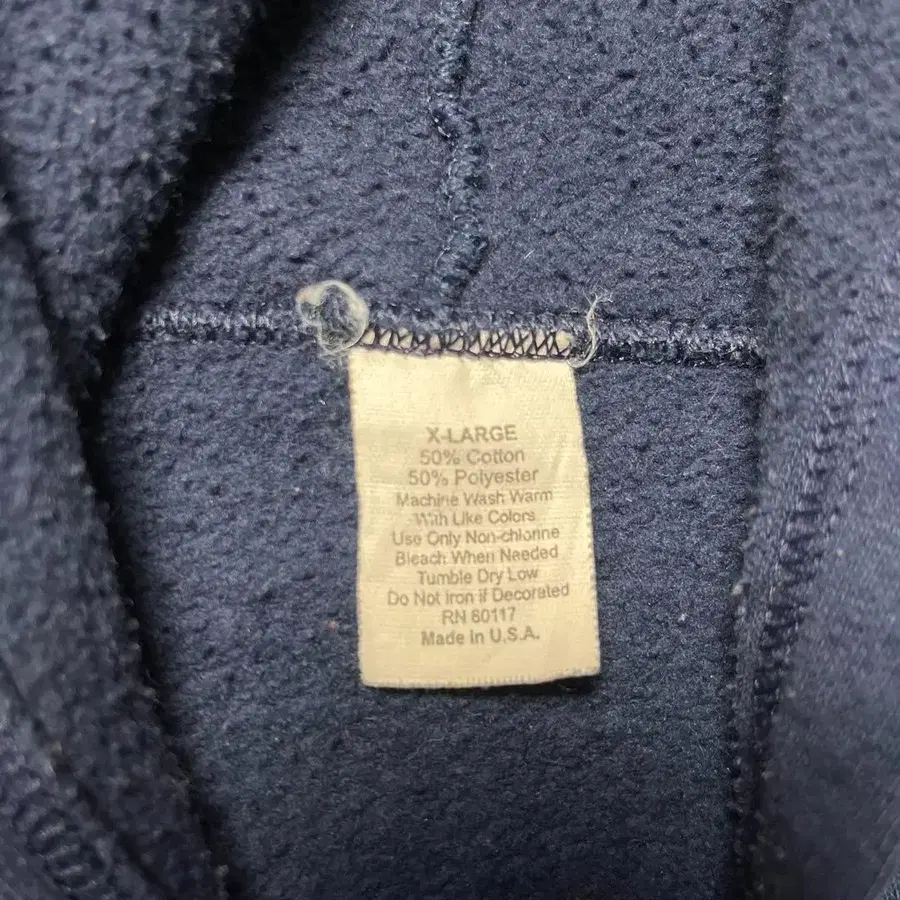 X-LARGE
50% Cotton
50% Polyester
Machine Wash Warm
With Like Colors
Use Only Non-chlorine
Bleach When Needed
Tumble Dry Low
Do Not Iron if Decorated
RN 60117
Made In U.S.A.